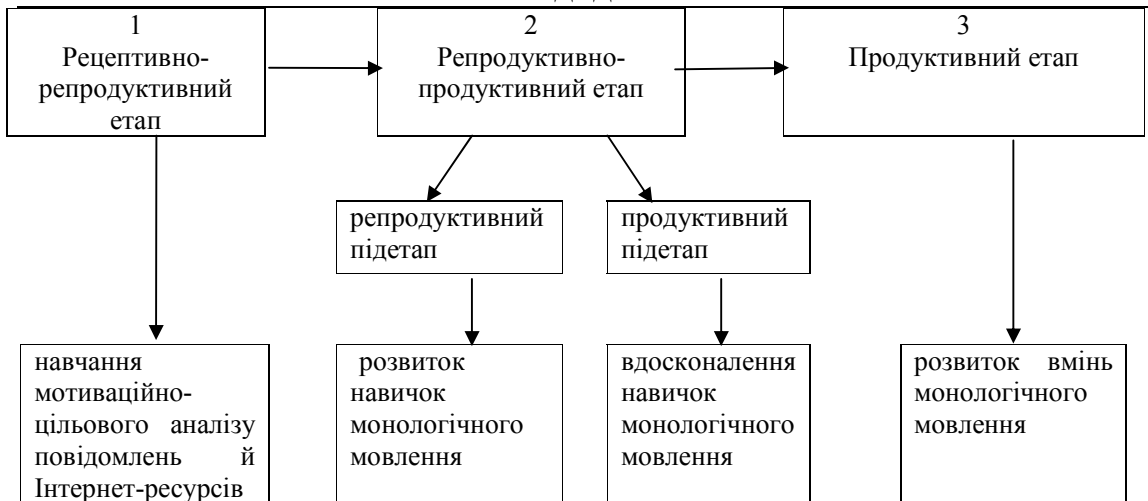 1
Рецептивно-
репродуктивний
етап
2
Репродуктивно-
продуктивний етап
3
Продуктивний етап
репродуктивний
підетап
продуктивний
підетап
навчання
мотиваційно-
цільового аналізу
повідомлень й
Інтернет-ресурсів
розвиток
навичок
монологічного
мовлення
вдосконалення
навичок
монологічного
мовлення
розвиток вмінь
монологічного
мовлення